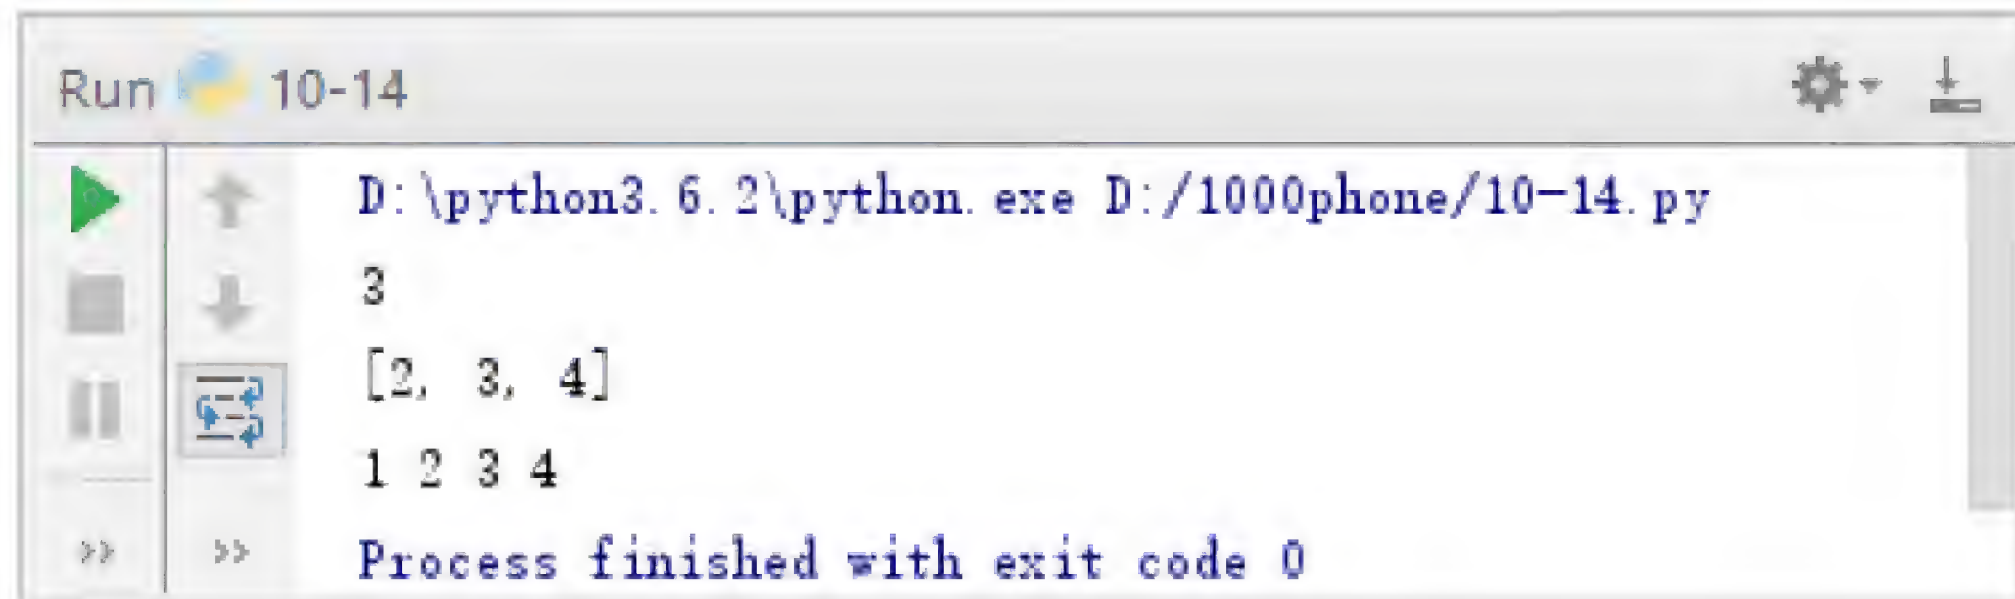 Run 10-14
D:\python3.6.2\python.exe D:/1000phone/10-14.py
3
[2, 3, 4]
1 2 3 4
Process finished with exit code 0